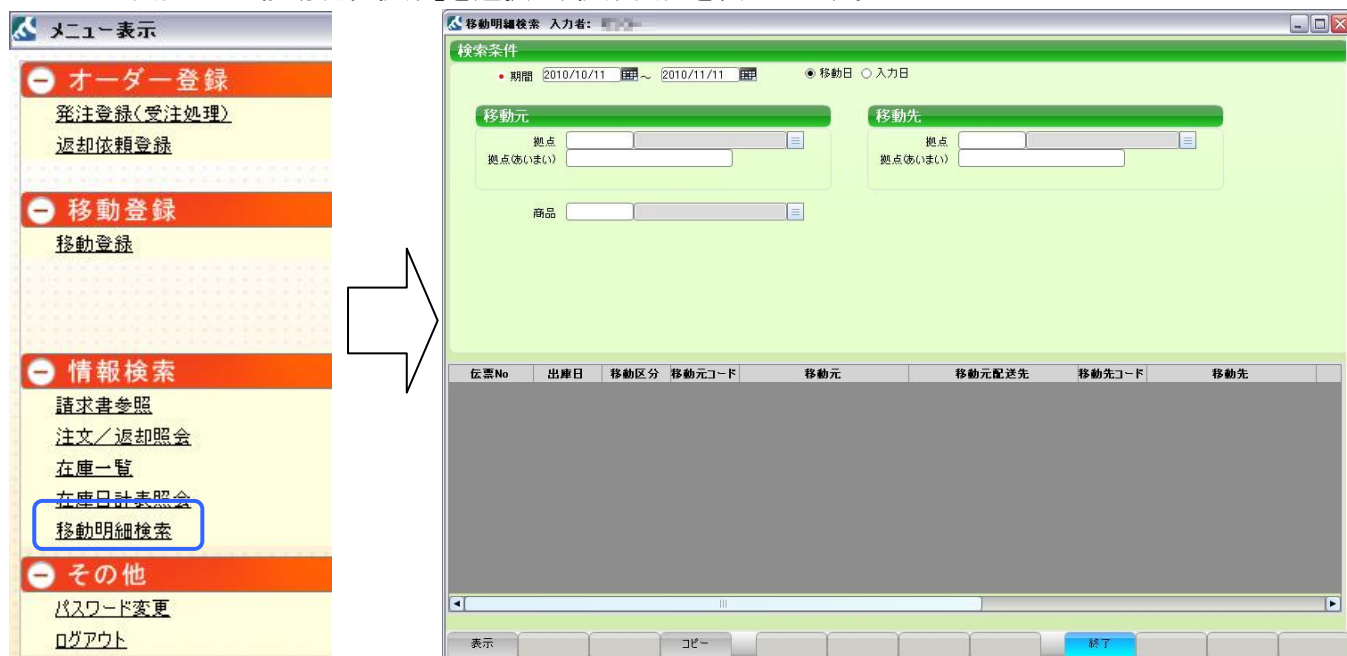 メニュー表示
オーダー登録
発注登録(受注処理)
返却依頼登録
移動登録
移動登録
情報検索
請求書参照
注文／返却照会
在庫一覧
在庫日計表照会
移動明細検索
その他
パスワード変更
ログアウト
移動明細検索 入力者:
検索条件
• 期間 2010/10/11 ～ 2010/11/11 移動日 入力日
移動元 移動先
拠点 拠点
拠点(あいまい) 拠点(あいまい)
商品
伝票No 出庫日 移動区分 移動元コード 移動元 移動元配送先 移動先コード 移動先
表示 コピー 終了